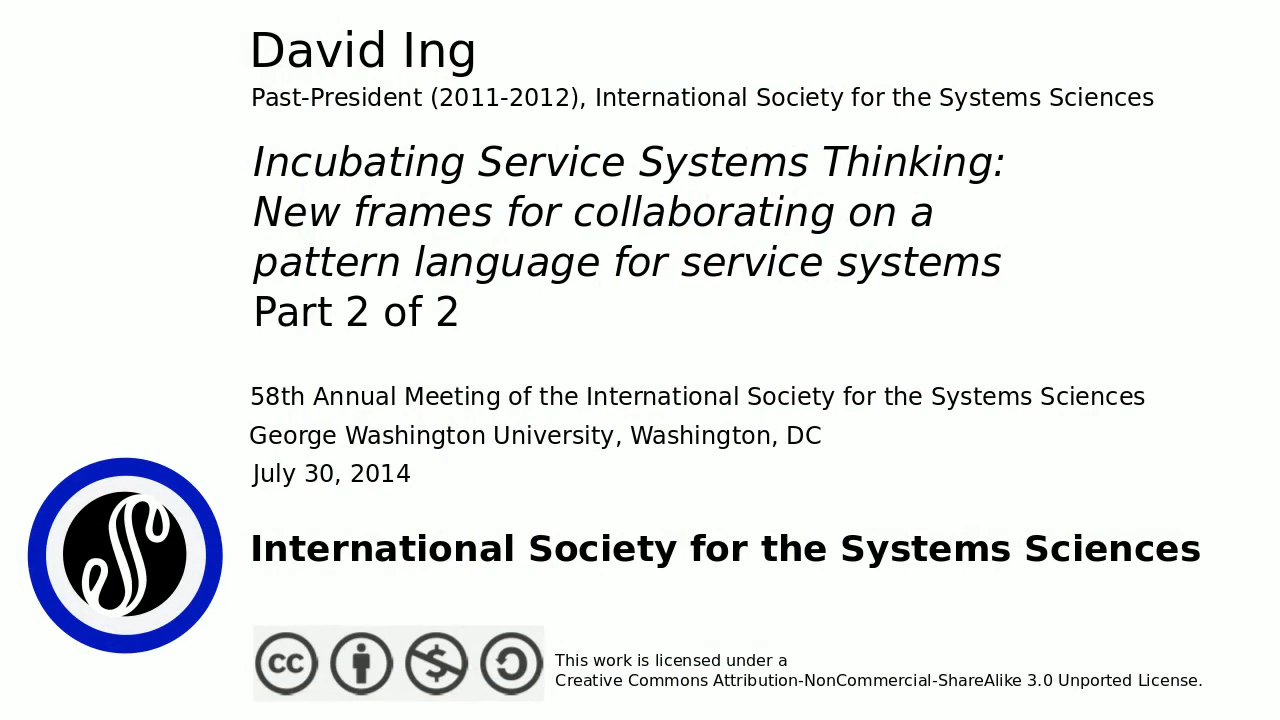 David Ing
Past-President (2011-2012), International Society for the Systems Sciences
Incubating Service Systems Thinking:
New frames for collaborating on a
pattern language for service systems
Part 2 of 2
58th Annual Meeting of the International Society for the Systems Sciences
George Washington University, Washington, DC
July 30, 2014
International Society for the Systems Sciences
cc
This work is licensed under a
Creative Commons Attribution-NonCommercial-ShareAlike 3.0 Unported License.